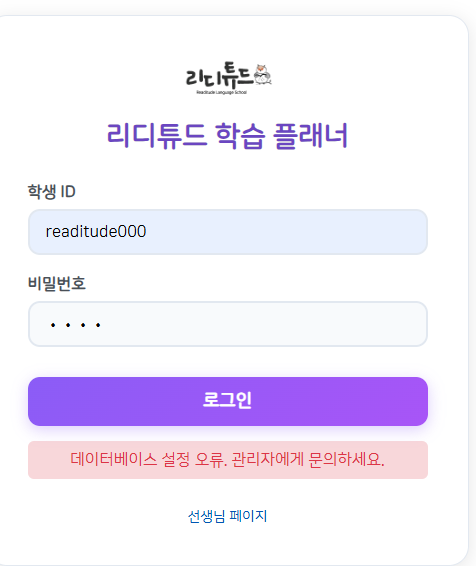 리디튜드
Readitude Language School
리디튜드 학습 플래너
학생 ID
readitude000
비밀번호
• • • •
로그인
데이터베이스 설정 오류. 관리자에게 문의하세요.
선생님 페이지